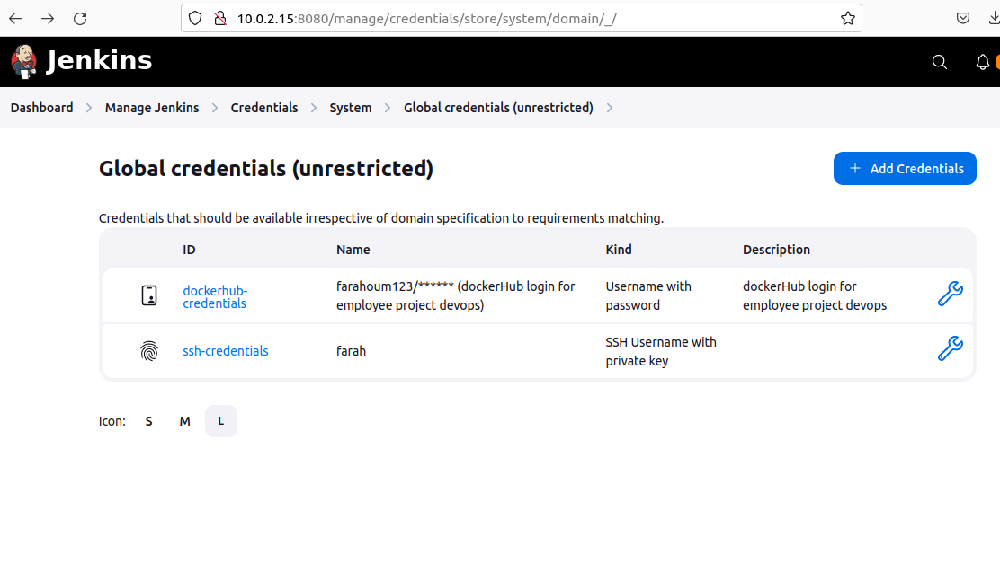 10.0.2.15:8080/manage/credentials/store/system/domain/_/
Jenkins
Dashboard > Manage Jenkins > Credentials > System > Global credentials (unrestricted) >
Global credentials (unrestricted)
+ Add Credentials
Credentials that should be available irrespective of domain specification to requirements matching.
ID Name Kind Description
dockerhub-
credentials
farahoum123/****** (dockerHub login for
employee project devops)
Username with
password
dockerHub login for
employee project devops
ssh-credentials
farah
SSH Username with
private key
Icon: S M L